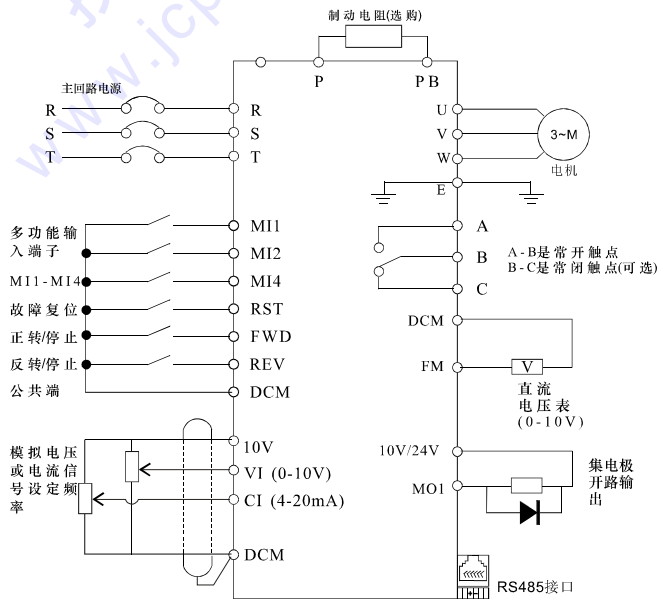 www.jcp
制动电阻(选购)
P
PB
主回路电源
R
S
T
R
S
T
U
V
W
E
3~M
电机
多功能输
入端子
MI1-MI4
故障复位
正转/停止
反转/停止
公共端
MI1
MI2
MI4
RST
FWD
REV
DCM
A
B
C
A-B是常开触点
B-C是常闭触点(可选)
DCM
FM
V
直流
电压表
(0-10V)
模拟电压
或电流信
号设定频
率
10V
VI (0-10V)
CI (4-20mA)
DCM
10V/24V
MO1
集电极
开路输
出
RS485接口